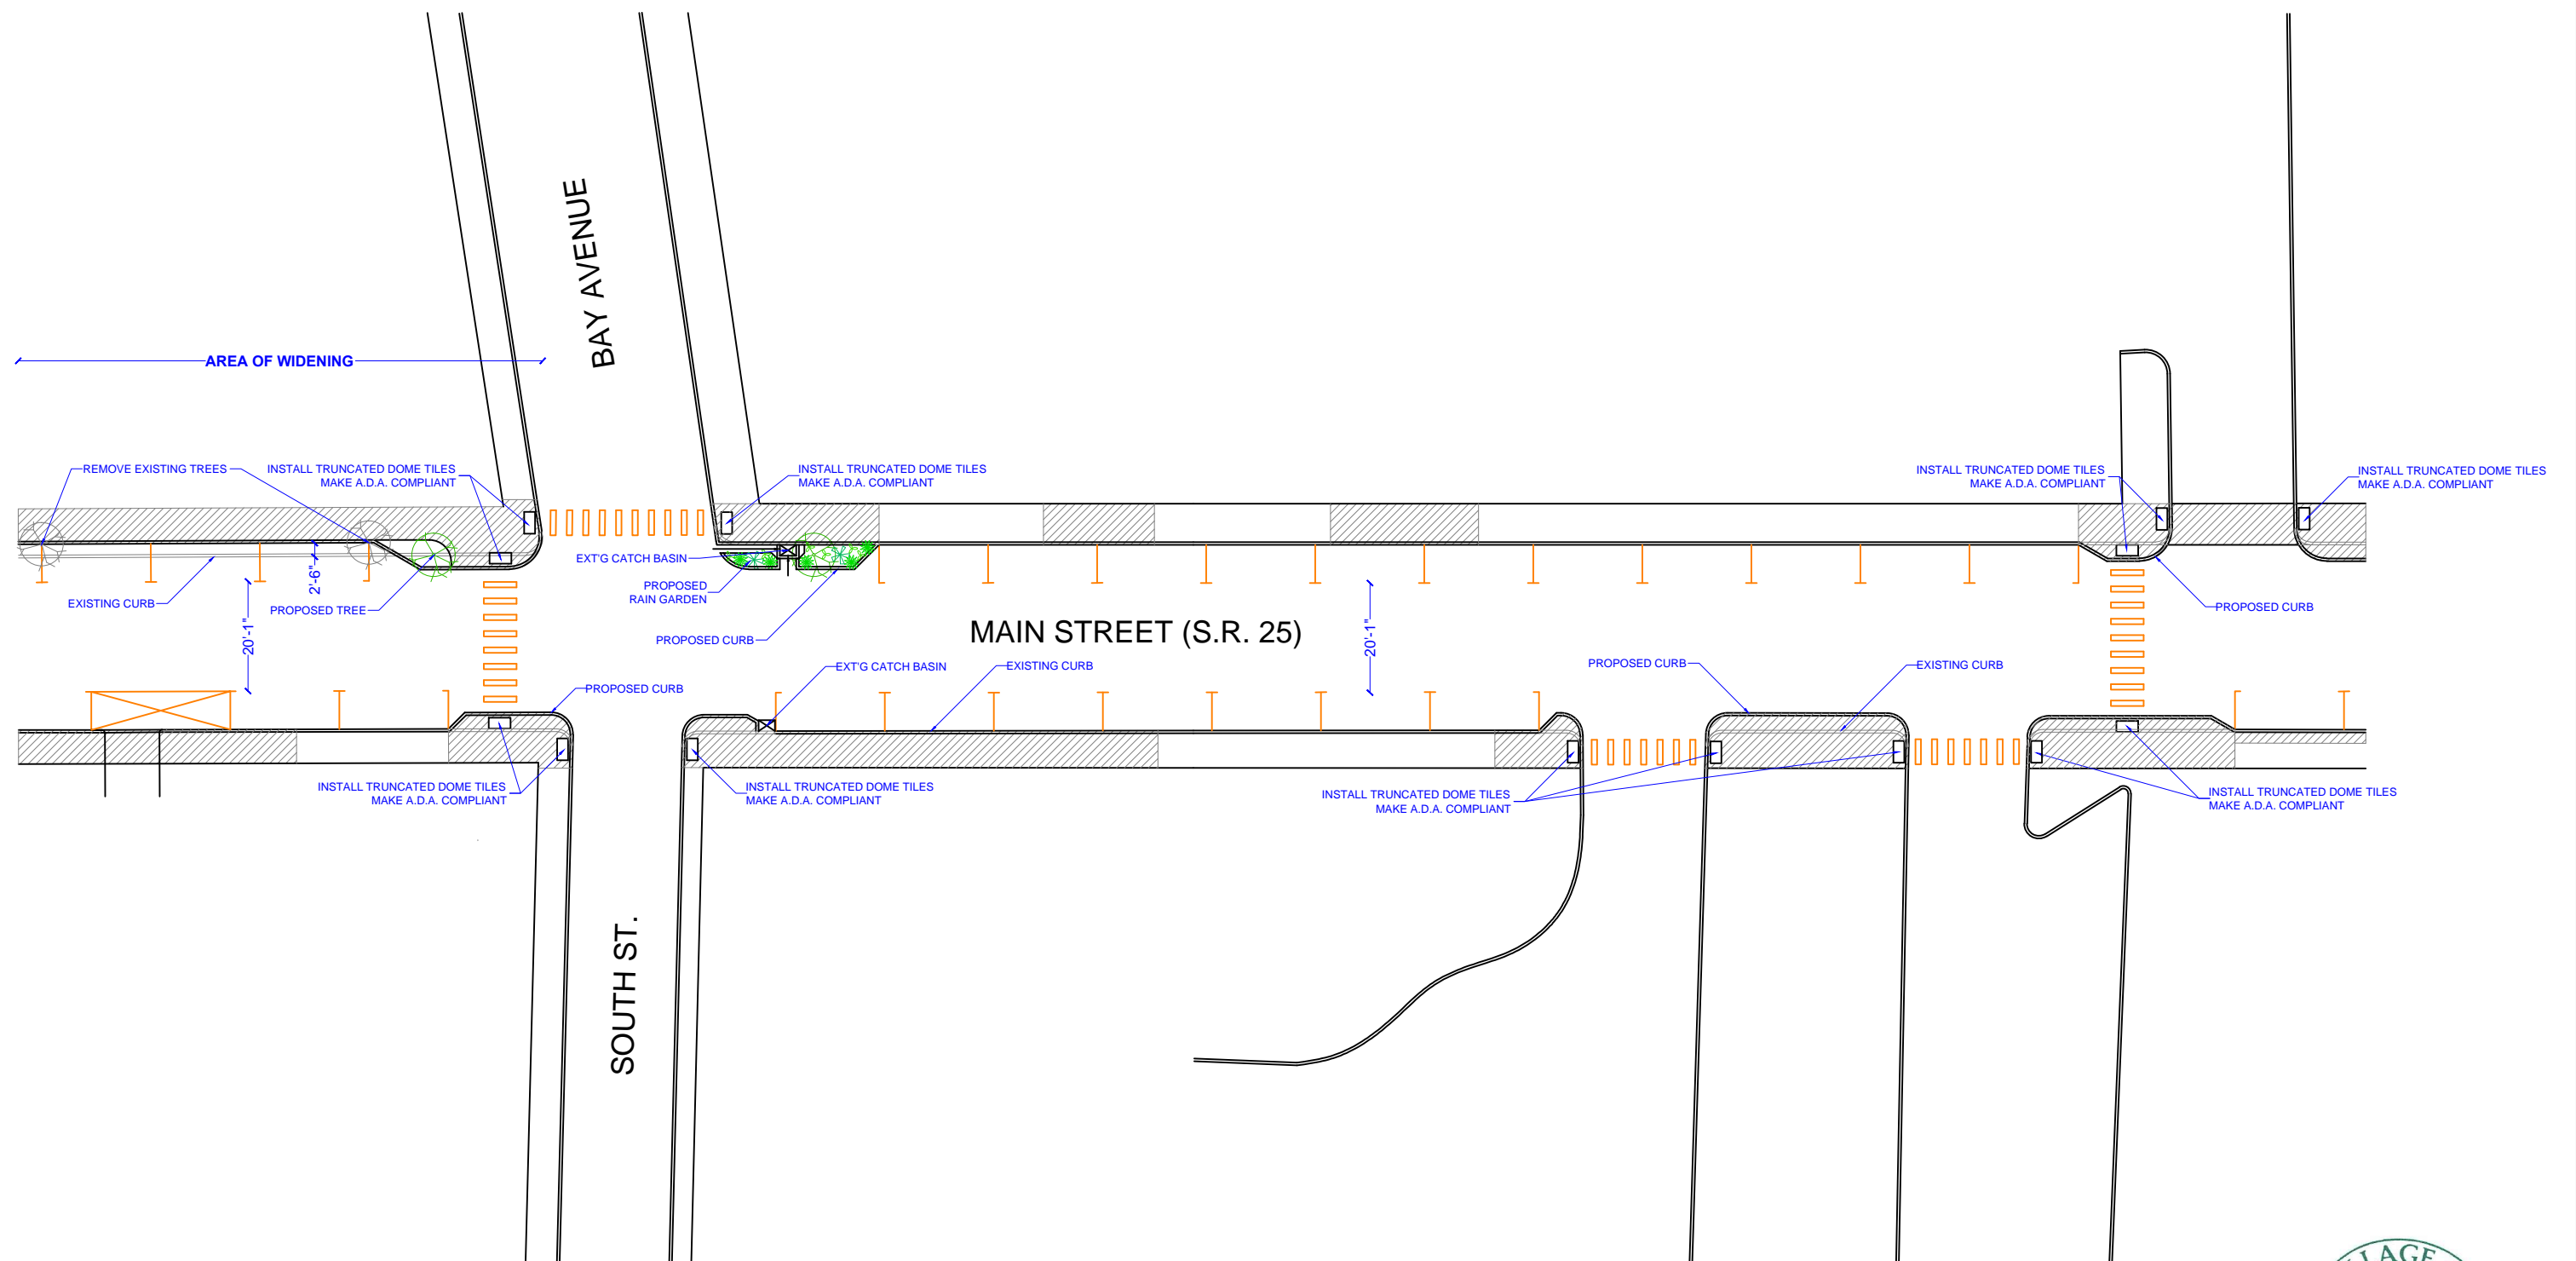 BAY AVENUE
AREA OF WIDENING
REMOVE EXISTING TREES
INSTALL TRUNCATED DOME TILES
MAKE A.D.A. COMPLIANT
INSTALL TRUNCATED DOME TILES
MAKE A.D.A. COMPLIANT
INSTALL TRUNCATED DOME TILES
MAKE A.D.A. COMPLIANT
INSTALL TRUNCATED DOME TILES
MAKE A.D.A. COMPLIANT
EXT'G CATCH BASIN
2'-6"
EXISTING CURB
PROPOSED TREE
PROPOSED
RAIN GARDEN
PROPOSED CURB
20'-1"
MAIN STREET (S.R. 25)
20'-1"
PROPOSED CURB
EXT'G CATCH BASIN
EXISTING CURB
PROPOSED CURB
EXISTING CURB
PROPOSED CURB
INSTALL TRUNCATED DOME TILES
MAKE A.D.A. COMPLIANT
INSTALL TRUNCATED DOME TILES
MAKE A.D.A. COMPLIANT
INSTALL TRUNCATED DOME TILES
MAKE A.D.A. COMPLIANT
INSTALL TRUNCATED DOME TILES
MAKE A.D.A. COMPLIANT
SOUTH ST.